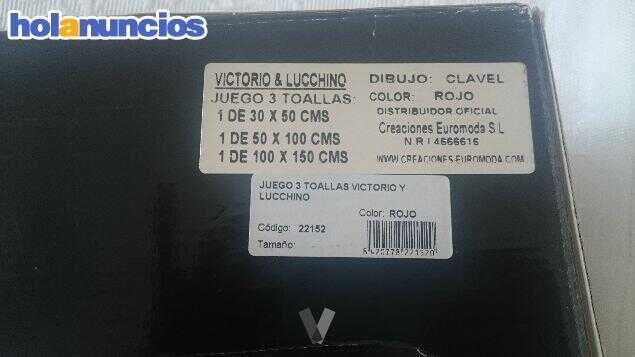 holanuncios
VICTORIO & LUCCHINO
JUEGO 3 TOALLAS:
1 DE 30 X 50 CMS
1 DE 50 X 100 CMS
1 DE 100 X 150 CMS
DIBUJO: CLAVEL
COLOR: ROJO
DISTRIBUIDOR OFICIAL
Creaciones Euromoda S L
N R I 4666616
WWW.CREACIONES-EUROMODA.COM
JUEGO 3 TOALLAS VICTORIO Y
LUCCHINO
Color: ROJO
Código: 22152
Tamaño: